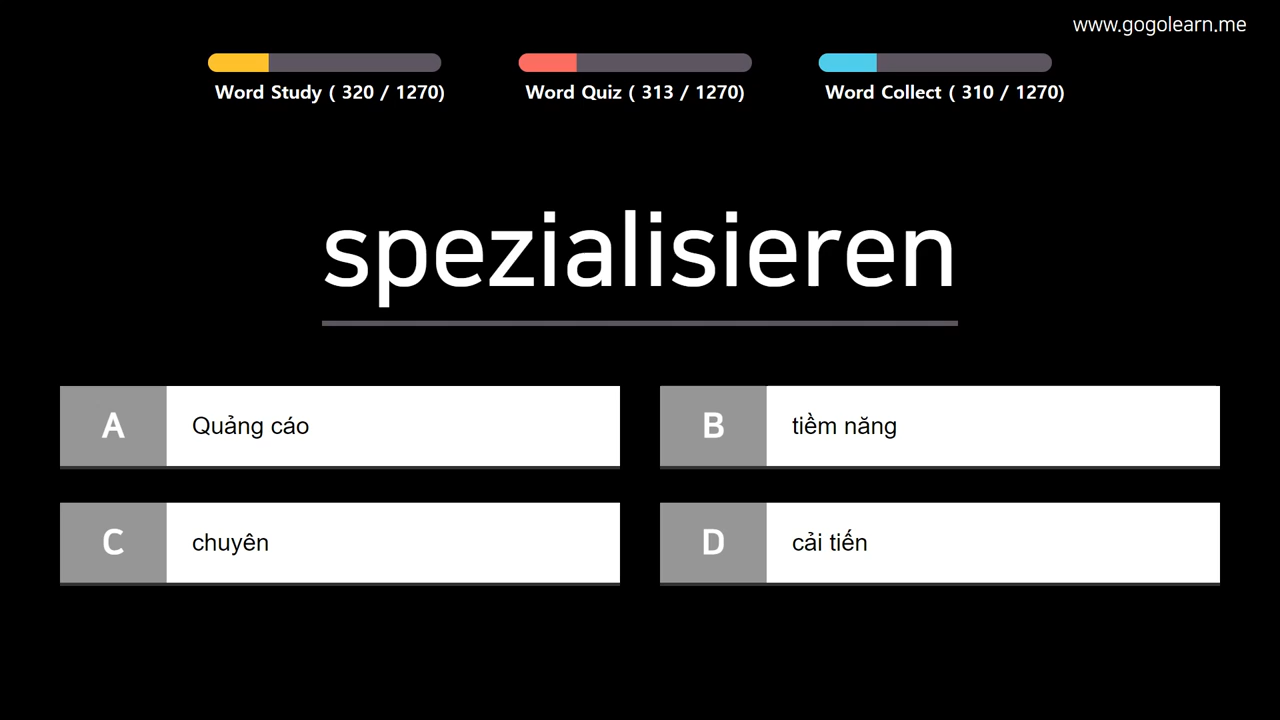 www.gogolearn.me
Word Study ( 320 / 1270)
Word Quiz ( 313 / 1270)
Word Collect ( 310 / 1270)
spezialisieren
A Quảng cáo
B tiềm năng
C chuyên
D cải tiến